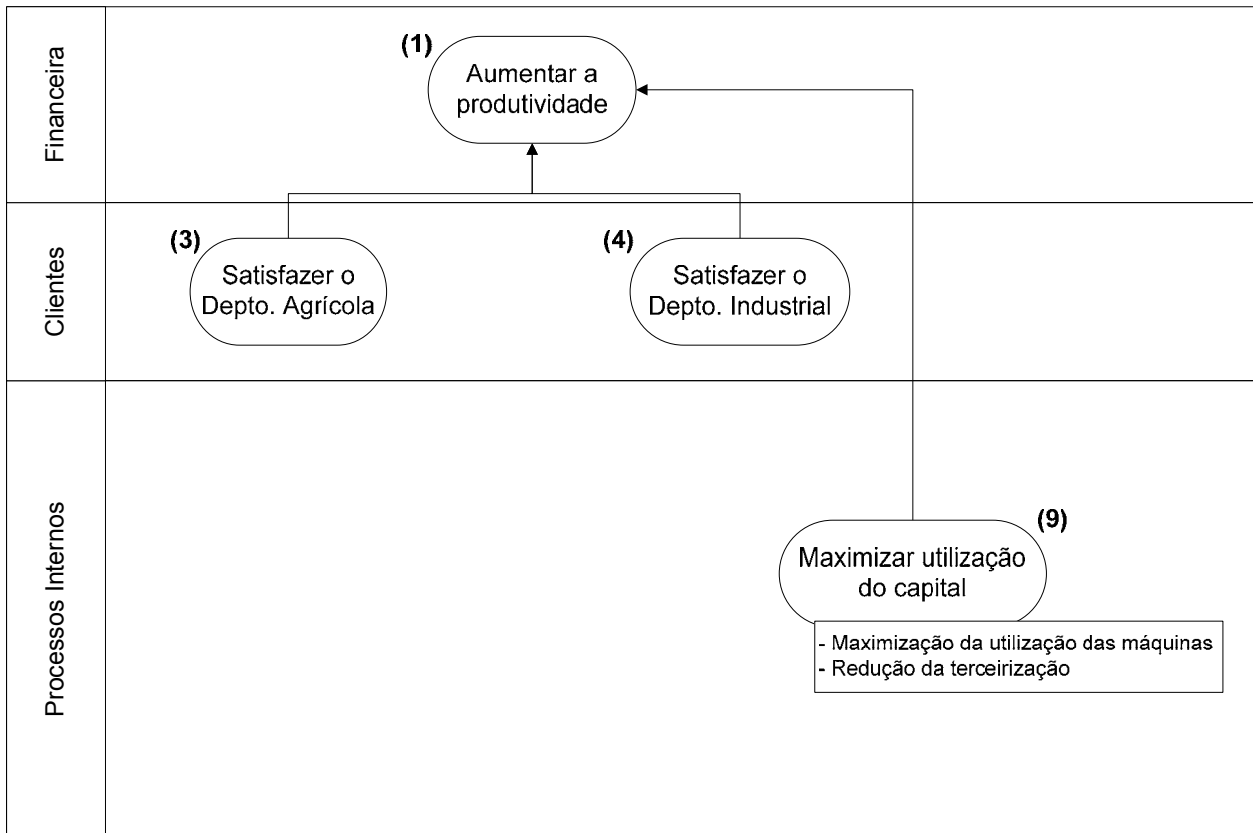 Financeira
(1)
Aumentar a
produtividade
Clientes
(3)
Satisfazer o
Depto. Agrícola
(4)
Satisfazer o
Depto. Industrial
Processos Internos
(9)
Maximizar utilização
do capital
- Maximização da utilização das máquinas
- Redução da terceirização